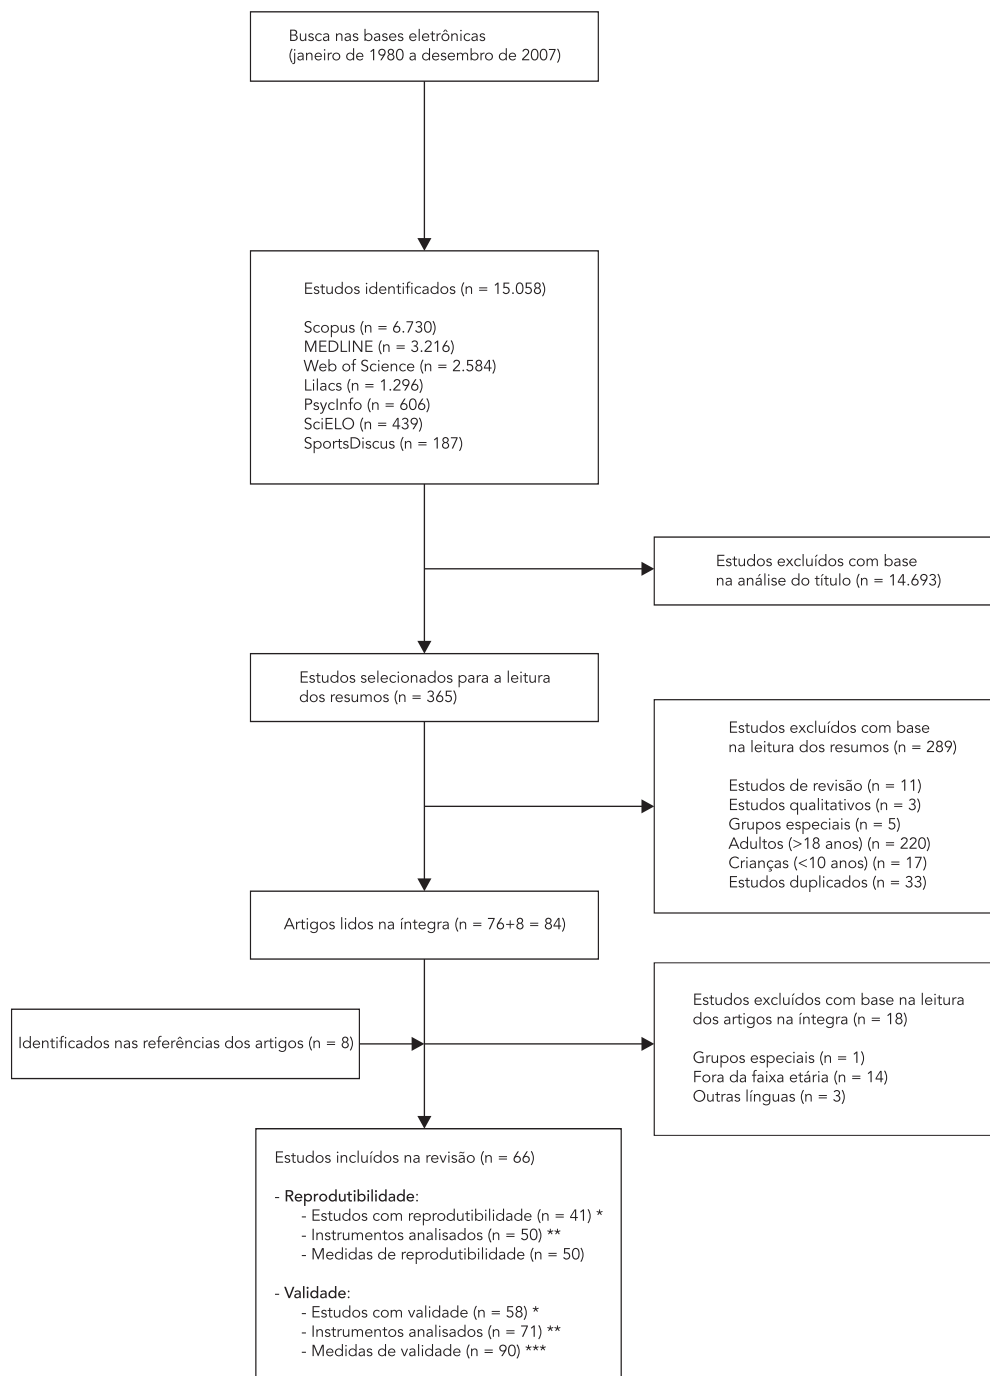 Busca nas bases eletrônicas
(janeiro de 1980 a desembro de 2007)
Estudos identificados (n = 15.058)
Scopus (n = 6.730)
MEDLINE (n = 3.216)
Web of Science (n = 2.584)
Lilacs (n = 1.296)
PsycInfo (n = 606)
SciELO (n = 439)
SportsDiscus (n = 187)
Estudos excluídos com base
na análise do título (n = 14.693)
Estudos selecionados para a leitura
dos resumos (n = 365)
Estudos excluídos com base
na leitura dos resumos (n = 289)
Estudos de revisão (n = 11)
Estudos qualitativos (n = 3)
Grupos especiais (n = 5)
Adultos (>18 anos) (n = 220)
Crianças (<10 anos) (n = 17)
Estudos duplicados (n = 33)
Artigos lidos na íntegra (n = 76+8 = 84)
Identificados nas referências dos artigos (n = 8)
Estudos excluídos com base na leitura
dos artigos na íntegra (n = 18)
Grupos especiais (n = 1)
Fora da faixa etária (n = 14)
Outras línguas (n = 3)
Estudos incluídos na revisão (n = 66)
- Reprodutibilidade:
- Estudos com reprodutibilidade (n = 41) *
- Instrumentos analisados (n = 50) **
- Medidas de reprodutibilidade (n = 50)
- Validade:
- Estudos com validade (n = 58) *
- Instrumentos analisados (n = 71) **
- Medidas de validade (n = 90) ***